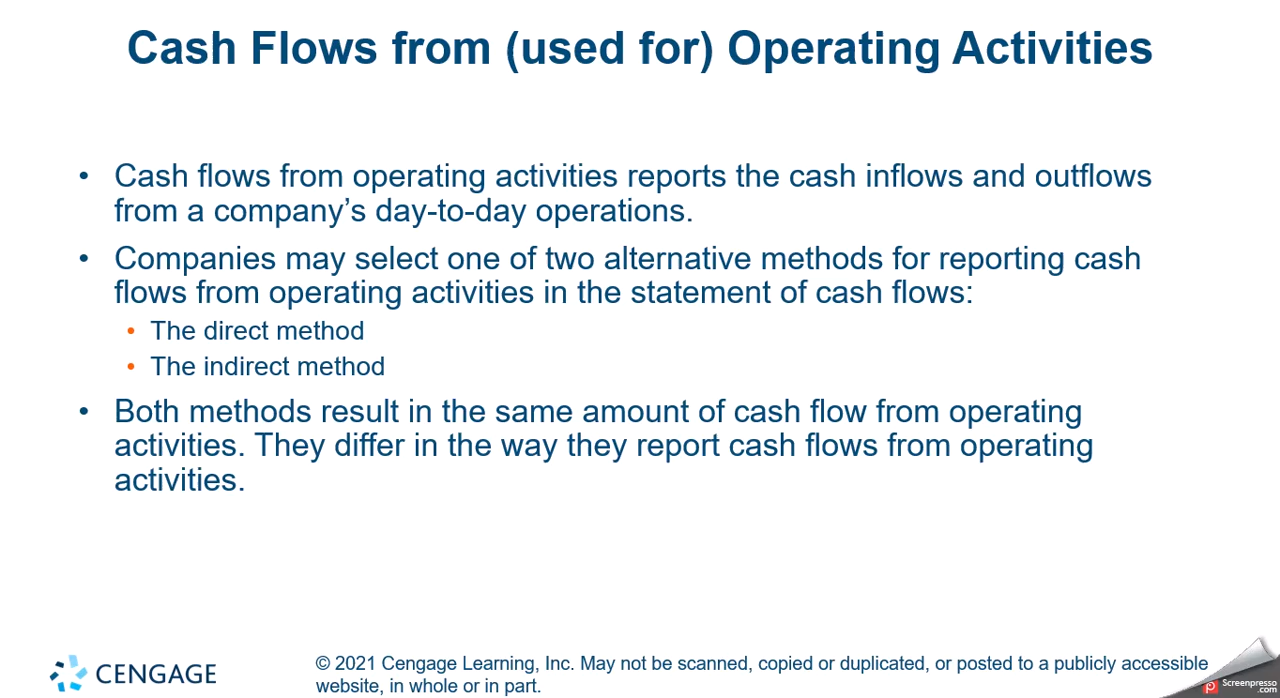 Cash Flows from (used for) Operating Activities
• Cash flows from operating activities reports the cash inflows and outflows
from a company’s day-to-day operations.
• Companies may select one of two alternative methods for reporting cash
flows from operating activities in the statement of cash flows:
• The direct method
• The indirect method
• Both methods result in the same amount of cash flow from operating
activities. They differ in the way they report cash flows from operating
activities.
CENGAGE
© 2021 Cengage Learning, Inc. May not be scanned, copied or duplicated, or posted to a publicly accessible
website, in whole or in part.
Screenpresso
.com